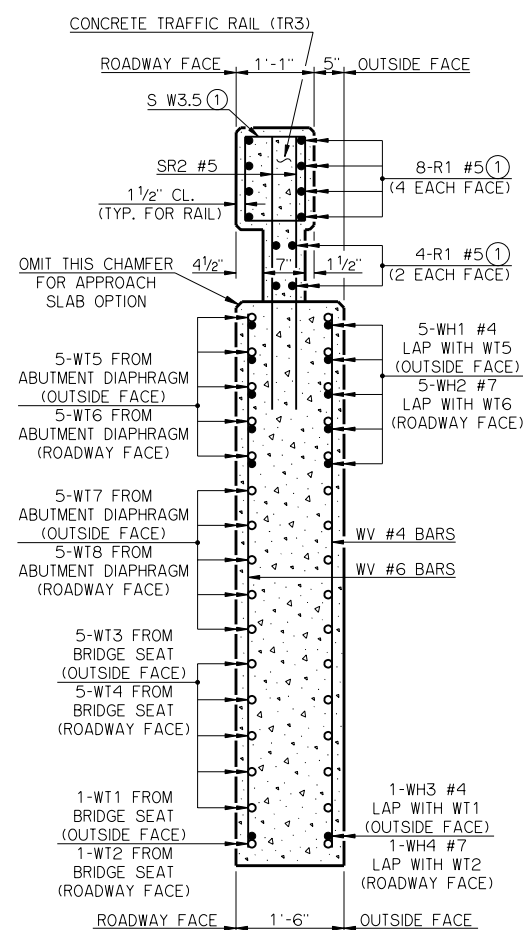 CONCRETE TRAFFIC RAIL (TR3)
ROADWAY FACE
1'-1"
5"
OUTSIDE FACE
S W3.5 1
SR2 #5
1 1/2" CL.
(TYP. FOR RAIL)
8-R1 #5 1
(4 EACH FACE)
4 1/2"
7"
1 1/2"
4-R1 #5 1
(2 EACH FACE)
OMIT THIS CHAMFER
FOR APPROACH
SLAB OPTION
5-WT5 FROM
ABUTMENT DIAPHRAGM
(OUTSIDE FACE)
5-WT6 FROM
ABUTMENT DIAPHRAGM
(ROADWAY FACE)
5-WH1 #4
LAP WITH WT5
(OUTSIDE FACE)
5-WH2 #7
LAP WITH WT6
(ROADWAY FACE)
5-WT7 FROM
ABUTMENT DIAPHRAGM
(OUTSIDE FACE)
5-WT8 FROM
ABUTMENT DIAPHRAGM
(ROADWAY FACE)
WV #4 BARS
WV #6 BARS
5-WT3 FROM
BRIDGE SEAT
(OUTSIDE FACE)
5-WT4 FROM
BRIDGE SEAT
(ROADWAY FACE)
1-WT1 FROM
BRIDGE SEAT
(OUTSIDE FACE)
1-WT2 FROM
BRIDGE SEAT
(ROADWAY FACE)
1-WH3 #4
LAP WITH WT1
(OUTSIDE FACE)
1-WH4 #7
LAP WITH WT2
(ROADWAY FACE)
ROADWAY FACE
1'-6"
OUTSIDE FACE